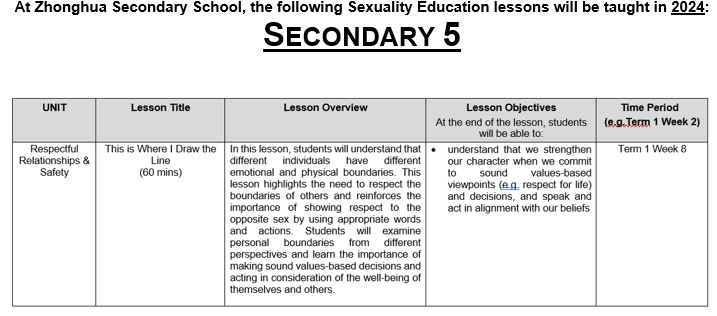 At Zhonghua Secondary School, the following Sexuality Education lessons will be taught in 2024:
SECONDARY 5
UNIT
Lesson Title
Lesson Overview
Lesson Objectives
At the end of the lesson, students
will be able to:
Time Period
(e.g.Term 1 Week 2)
Respectful
Relationships &
Safety
This is Where I Draw the
Line
(60 mins)
In this lesson, students will understand that
different individuals have different
emotional and physical boundaries. This
lesson highlights the need to respect the
boundaries of others and reinforces the
importance of showing respect to the
opposite sex by using appropriate words
and actions. Students will examine
personal boundaries from different
perspectives and learn the importance of
making sound values-based decisions and
acting in consideration of the well-being of
themselves and others.
• understand that we strengthen
our character when we commit
to sound values-based
viewpoints (e.g. respect for life)
and decisions, and speak and
act in alignment with our beliefs
Term 1 Week 8